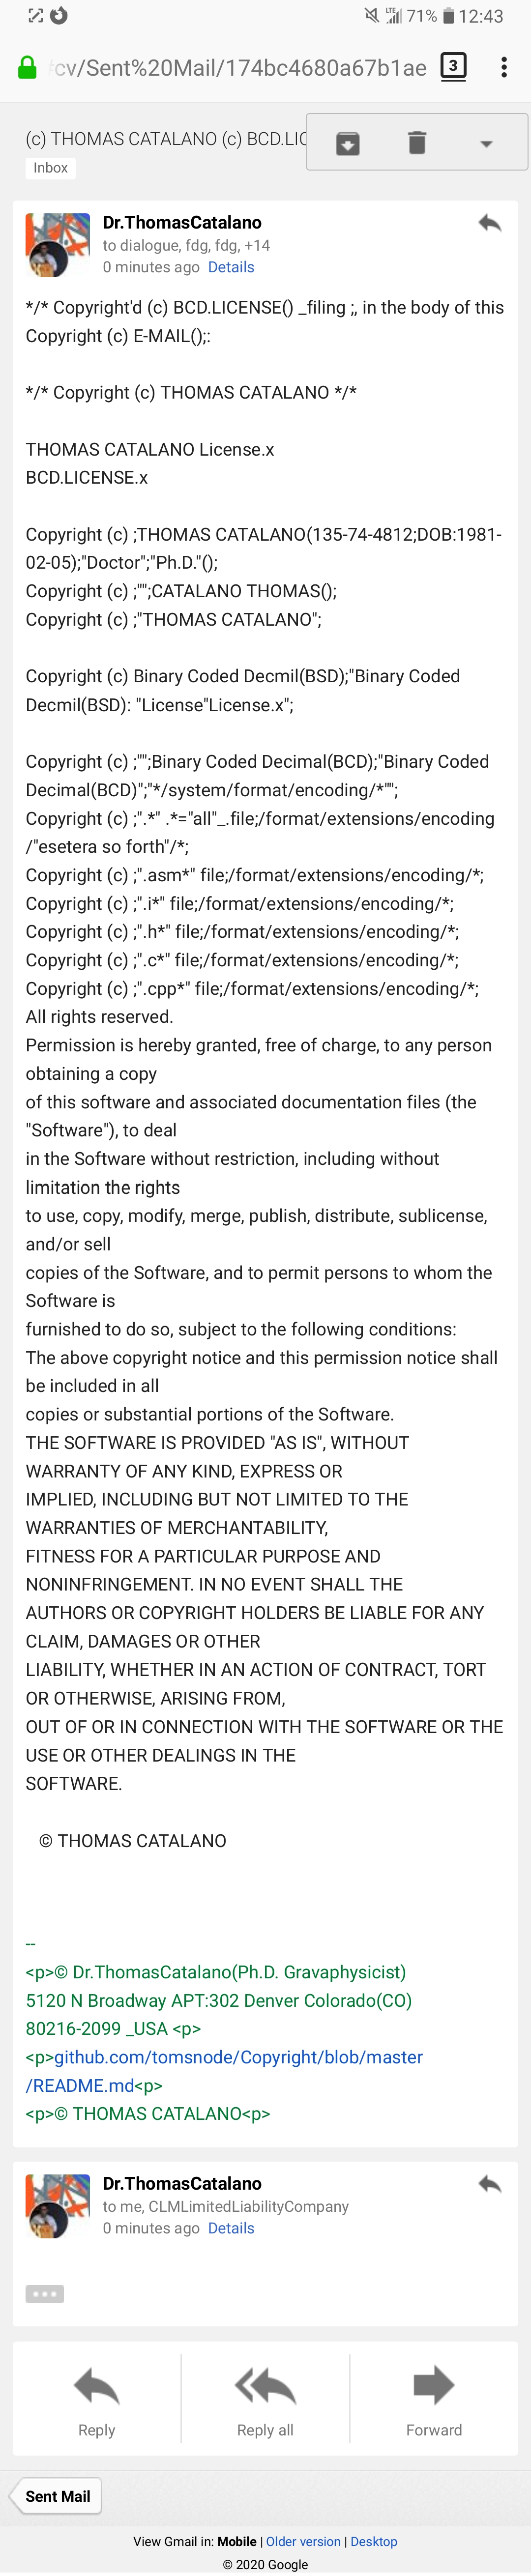 71% 12:43
cv/Sent%20Mail/174bc4680a67b1ae 3
(c) THOMAS CATALANO (c) BCD.LIC
Inbox
Dr.ThomasCatalano
to dialogue, fdg, fdg, +14
0 minutes ago Details
*/* Copyright'd (c) BCD.LICENSE() _filing ;, in the body of this
Copyright (c) E-MAIL();:
*/* Copyright (c) THOMAS CATALANO */*
THOMAS CATALANO License.x
BCD.LICENSE.x
Copyright (c) ;THOMAS CATALANO(135-74-4812;DOB:1981-
02-05);"Doctor";"Ph.D."();
Copyright (c) ;"";CATALANO THOMAS();
Copyright (c) ;"THOMAS CATALANO";
Copyright (c) Binary Coded Decmil(BSD);"Binary Coded
Decmil(BSD): "License"License.x";
Copyright (c) ;"";Binary Coded Decimal(BCD);"Binary Coded
Decimal(BCD)";"*/system/format/encoding/*"";
Copyright (c) ;".*" .*="all"_.file;/format/extensions/encoding
/"esetera so forth"/*;
Copyright (c) ;".asm*" file;/format/extensions/encoding/*;
Copyright (c) ;".i*" file;/format/extensions/encoding/*;
Copyright (c) ;".h*" file;/format/extensions/encoding/*;
Copyright (c) ;".c*" file;/format/extensions/encoding/*;
Copyright (c) ;".cpp*" file;/format/extensions/encoding/*;
All rights reserved.
Permission is hereby granted, free of charge, to any person
obtaining a copy
of this software and associated documentation files (the
"Software"), to deal
in the Software without restriction, including without
limitation the rights
to use, copy, modify, merge, publish, distribute, sublicense,
and/or sell
copies of the Software, and to permit persons to whom the
Software is
furnished to do so, subject to the following conditions:
The above copyright notice and this permission notice shall
be included in all
copies or substantial portions of the Software.
THE SOFTWARE IS PROVIDED "AS IS", WITHOUT
WARRANTY OF ANY KIND, EXPRESS OR
IMPLIED, INCLUDING BUT NOT LIMITED TO THE
WARRANTIES OF MERCHANTABILITY,
FITNESS FOR A PARTICULAR PURPOSE AND
NONINFRINGEMENT. IN NO EVENT SHALL THE
AUTHORS OR COPYRIGHT HOLDERS BE LIABLE FOR ANY
CLAIM, DAMAGES OR OTHER
LIABILITY, WHETHER IN AN ACTION OF CONTRACT, TORT
OR OTHERWISE, ARISING FROM,
OUT OF OR IN CONNECTION WITH THE SOFTWARE OR THE
USE OR OTHER DEALINGS IN THE
SOFTWARE.
© THOMAS CATALANO
--
<p>© Dr.ThomasCatalano(Ph.D. Gravaphysicist)
5120 N Broadway APT:302 Denver Colorado(CO)
80216-2099 _USA <p>
<p>github.com/tomsnode/Copyright/blob/master
/README.md<p>
<p>© THOMAS CATALANO<p>
Dr.ThomasCatalano
to me, CLMLimitedLiabilityCompany
0 minutes ago Details
Reply Reply all Forward
Sent Mail
View Gmail in: Mobile | Older version | Desktop
© 2020 Google